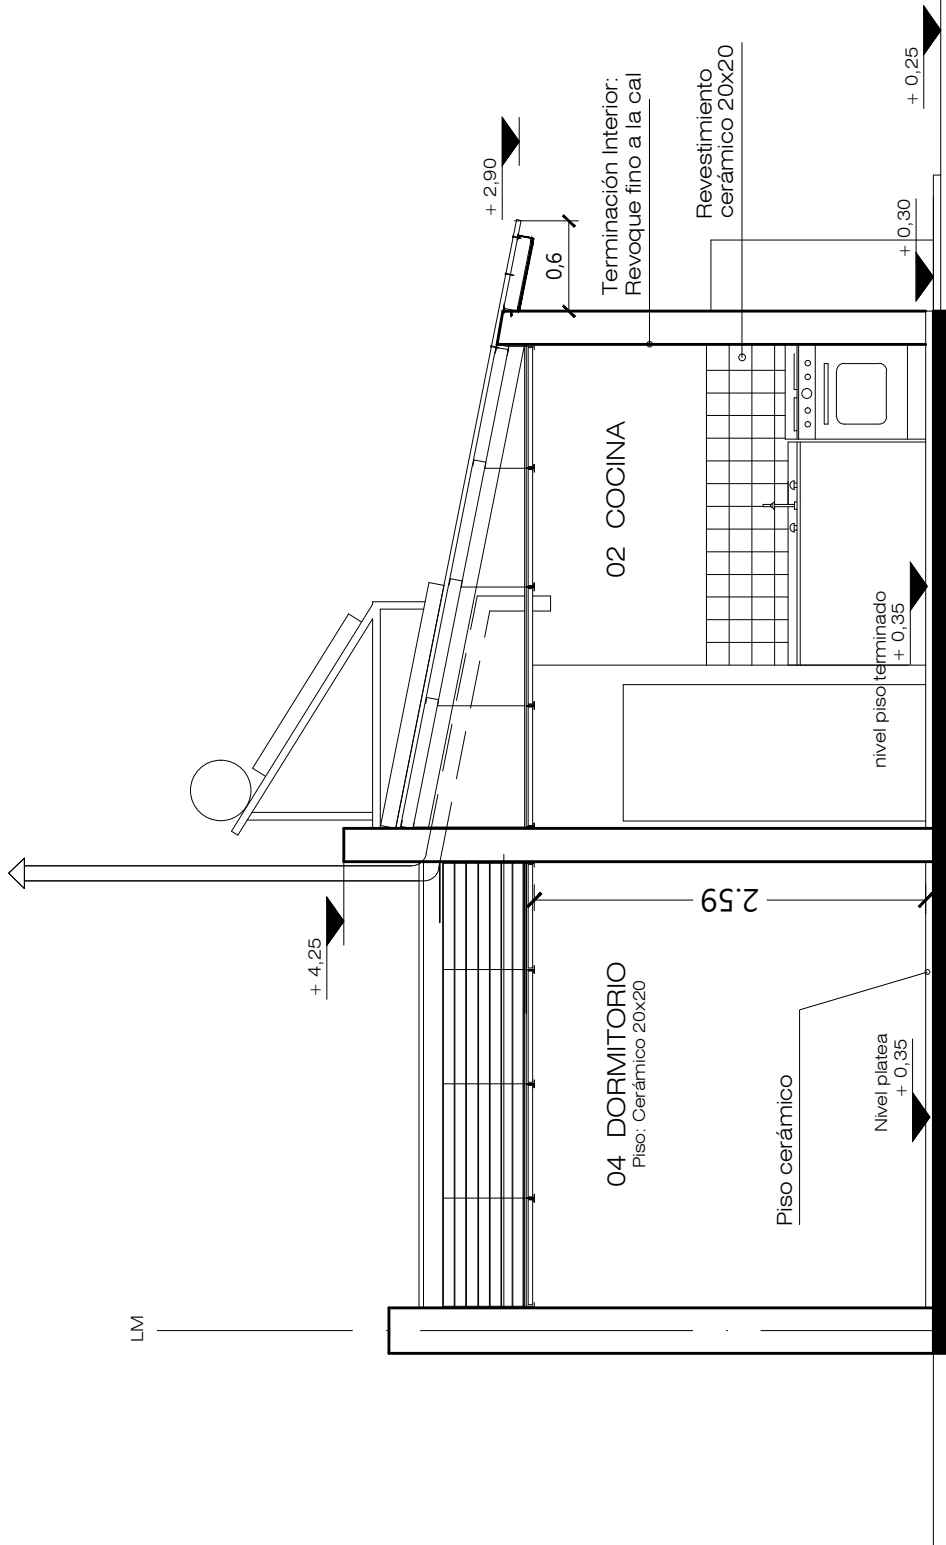 LM
+ 4,25
+ 2,90
0,6
Terminación Interior:
Revoque fino a la cal
Revestimiento
cerámico 20x20
04 DORMITORIO
Piso: Cerámico 20x20
2.59
02 COCINA
Piso cerámico
Nivel platea
+ 0,35
nivel piso terminado
+ 0,35
+ 0,30
+ 0,25